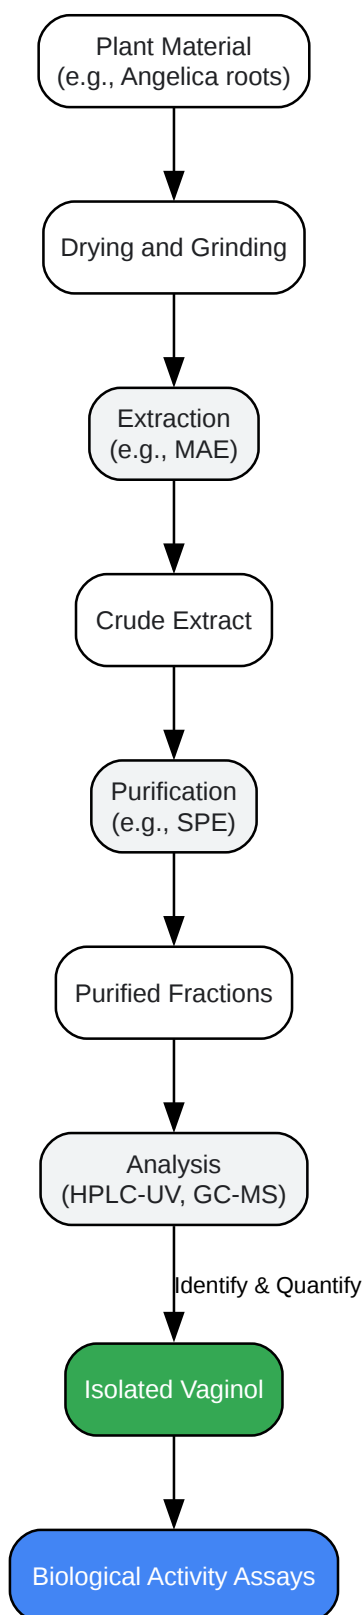 Plant Material
(e.g., Angelica roots)
Drying and Grinding
Extraction
(e.g., MAE)
Crude Extract
Purification
(e.g., SPE)
Purified Fractions
Analysis
(HPLC-UV, GC-MS)
Identify & Quantify
Isolated Vaginol
Biological Activity Assays